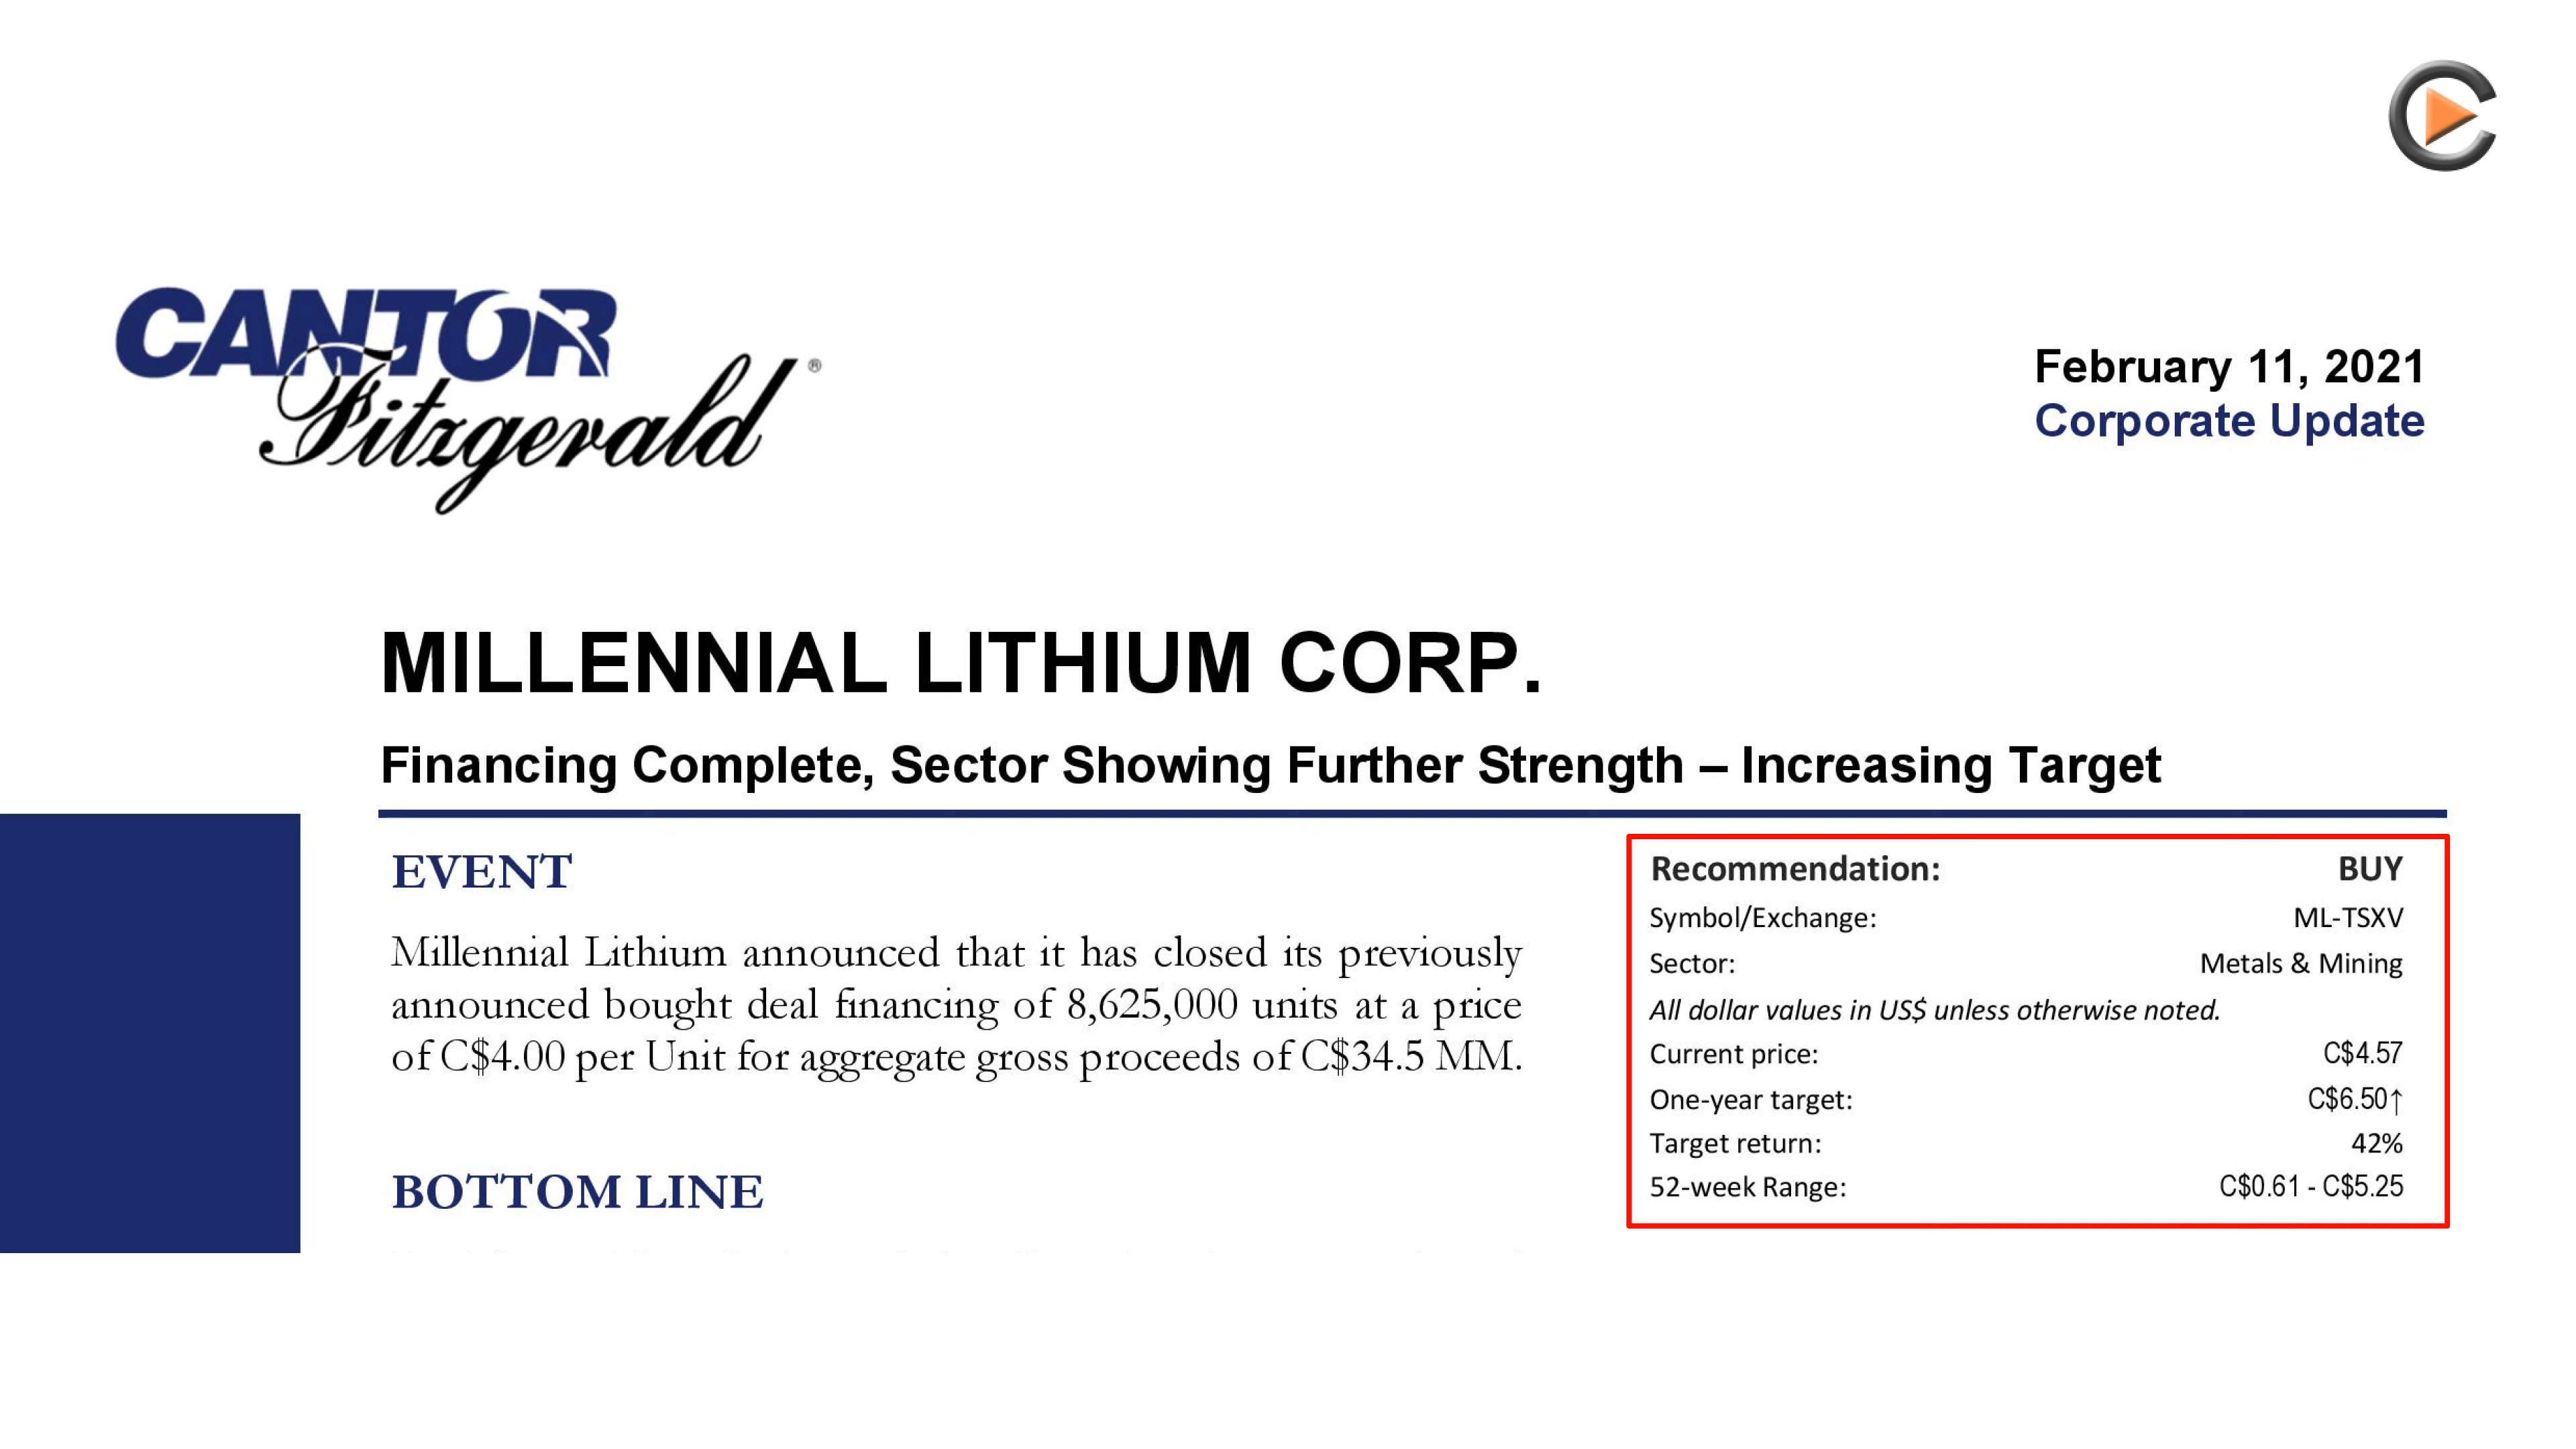 CANTOR
Fitzgerald®
February 11, 2021
Corporate Update
MILLENNIAL LITHIUM CORP.
Financing Complete, Sector Showing Further Strength – Increasing Target
EVENT
Millennial Lithium announced that it has closed its previously
announced bought deal financing of 8,625,000 units at a price
of C$4.00 per Unit for aggregate gross proceeds of C$34.5 MM.
BOTTOM LINE
Recommendation: BUY
Symbol/Exchange: ML-TSXV
Sector: Metals & Mining
All dollar values in US$ unless otherwise noted.
Current price: C$4.57
One-year target: C$6.50↑
Target return: 42%
52-week Range: C$0.61 - C$5.25